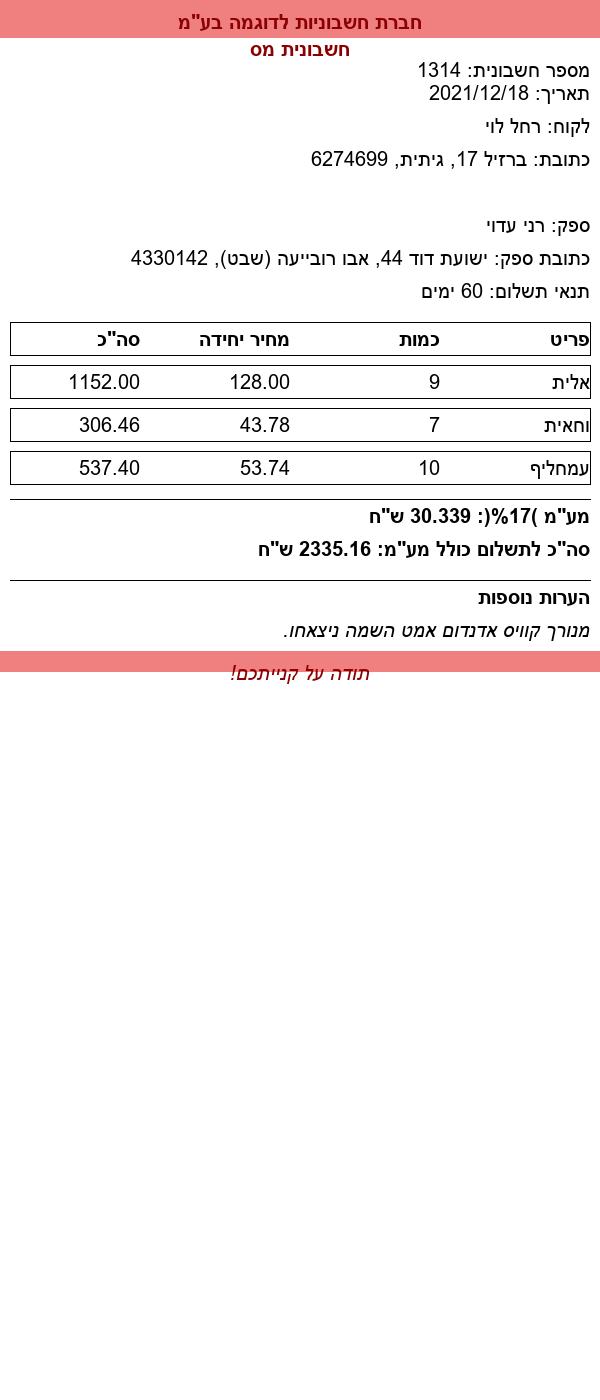 חברת חשבוניות לדוגמה בע"מ
חשבונית מס
מספר חשבונית: 1314
תאריך: 2021/12/18
לקוח: רחל לוי
כתובת: ברזיל 17, גיתית, 6274699
ספק: רני עדוי
כתובת ספק: ישועת דוד 44, אבו רובייעה (שבט), 4330142
תנאי תשלום: 60 ימים
פריט כמות מחיר יחידה סה"כ
אלית 9 128.00 1152.00
וחאית 7 43.78 306.46
עמחליף 10 53.74 537.40
מע"מ )17%(: 30.339 ש"ח
סה"כ לתשלום כולל מע"מ: 2335.16 ש"ח
הערות נוספות
מנורך קוויס אדנדום אמט השמה ניצאחו.
תודה על קנייתכם!